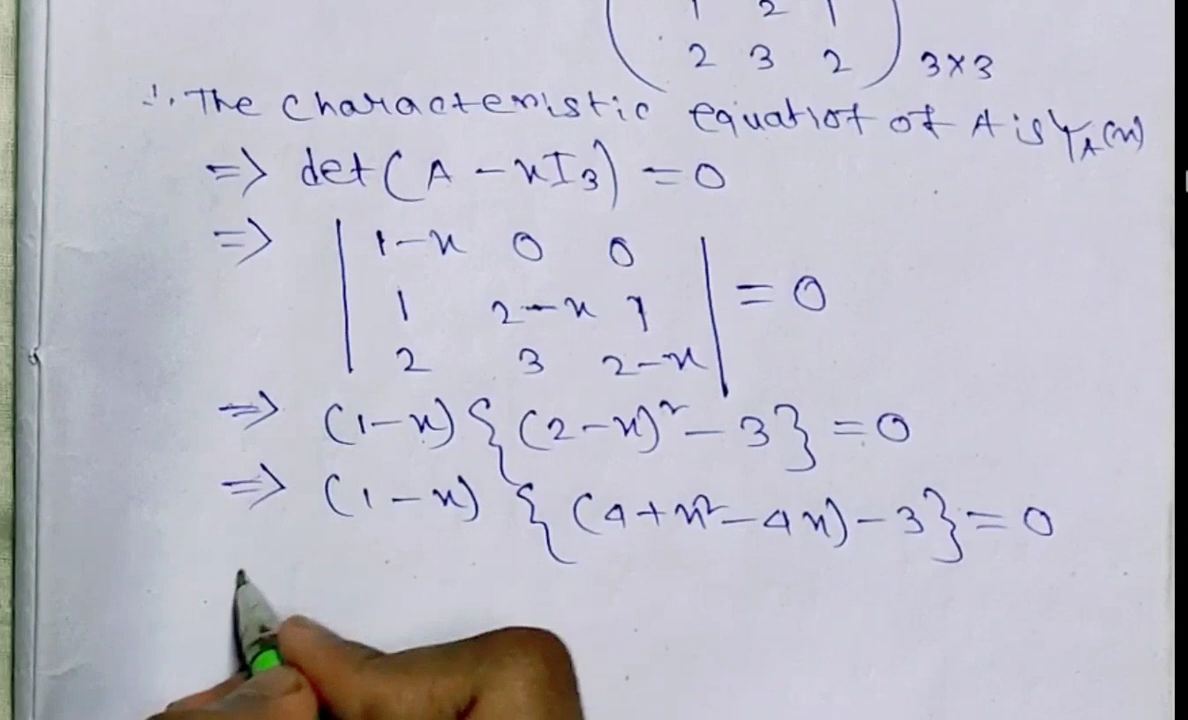 1 2 1
2 3 2 3×3
∴ The characteristic equatiot of A is Ψ_A(x)
=> det(A - xI₃) = 0
=> | 1-x 0 0 |
| 1 2-x 1 | = 0
| 2 3 2-x |
=> (1-x) {(2-x)² - 3} = 0
=> (1-x) {(4+x²-4x)-3} = 0